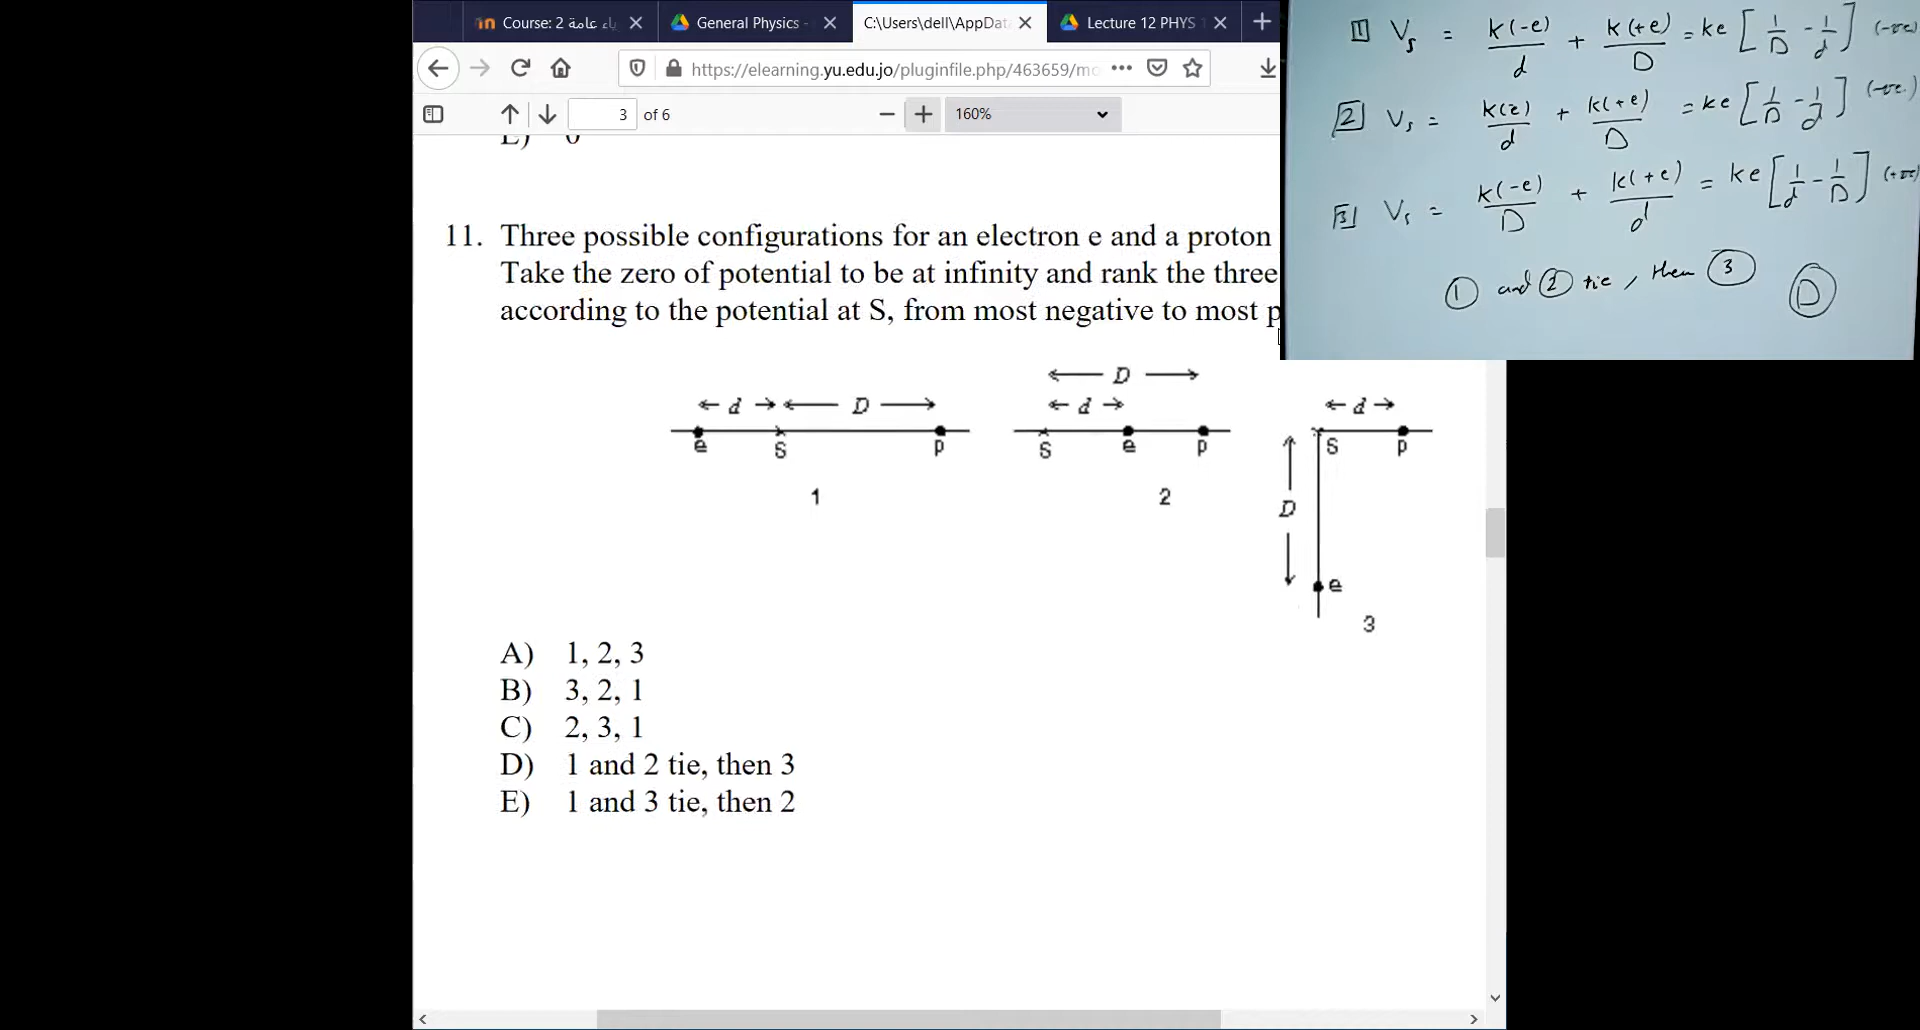 Course: 2 ياء عامة
General Physics -
C:\Users\dell\AppData
Lecture 12 PHYS 1
https://elearning.yu.edu.jo/pluginfile.php/463659/mo
3 of 6
160%
11. Three possible configurations for an electron e and a proton
Take the zero of potential to be at infinity and rank the three
according to the potential at S, from most negative to most p
d D
e S p
1
D
d
S e p
2
d
S p
D
e
3
A) 1, 2, 3
B) 3, 2, 1
C) 2, 3, 1
D) 1 and 2 tie, then 3
E) 1 and 3 tie, then 2
1 Vs = k(-e)/d + k(+e)/D = ke [1/D - 1/d] (-ve)
2 Vs = k(e)/d + k(+e)/D = ke [1/D - 1/d] (-ve)
3 Vs = k(-e)/D + k(+e)/d = ke [1/d - 1/D] (+ve)
1 and 2 tie, then 3 D